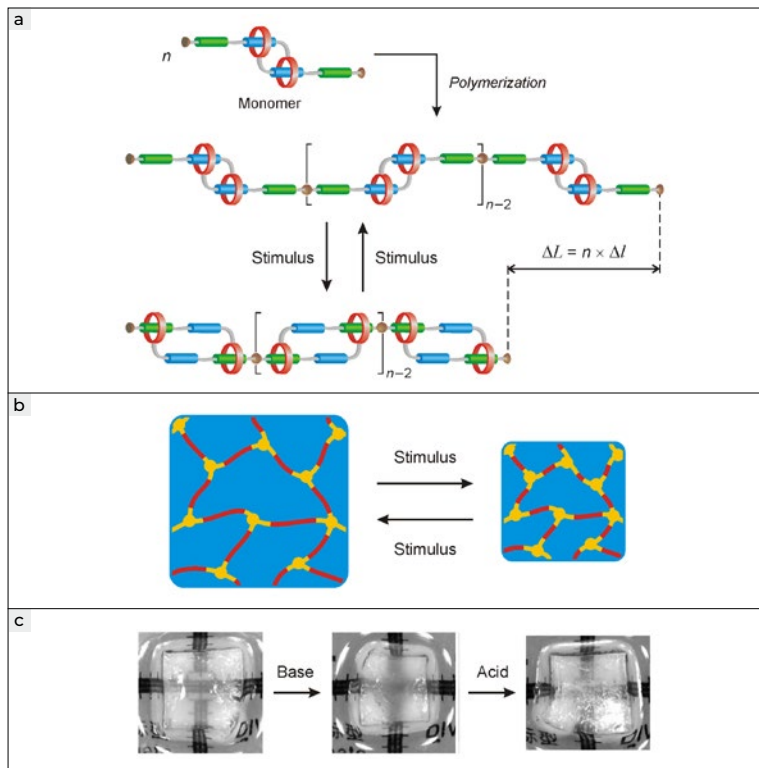 a
n
Monomer
Polymerization
n−2
Stimulus
Stimulus
ΔL = n × Δl
n−2
b
Stimulus
Stimulus
c
Base
Acid